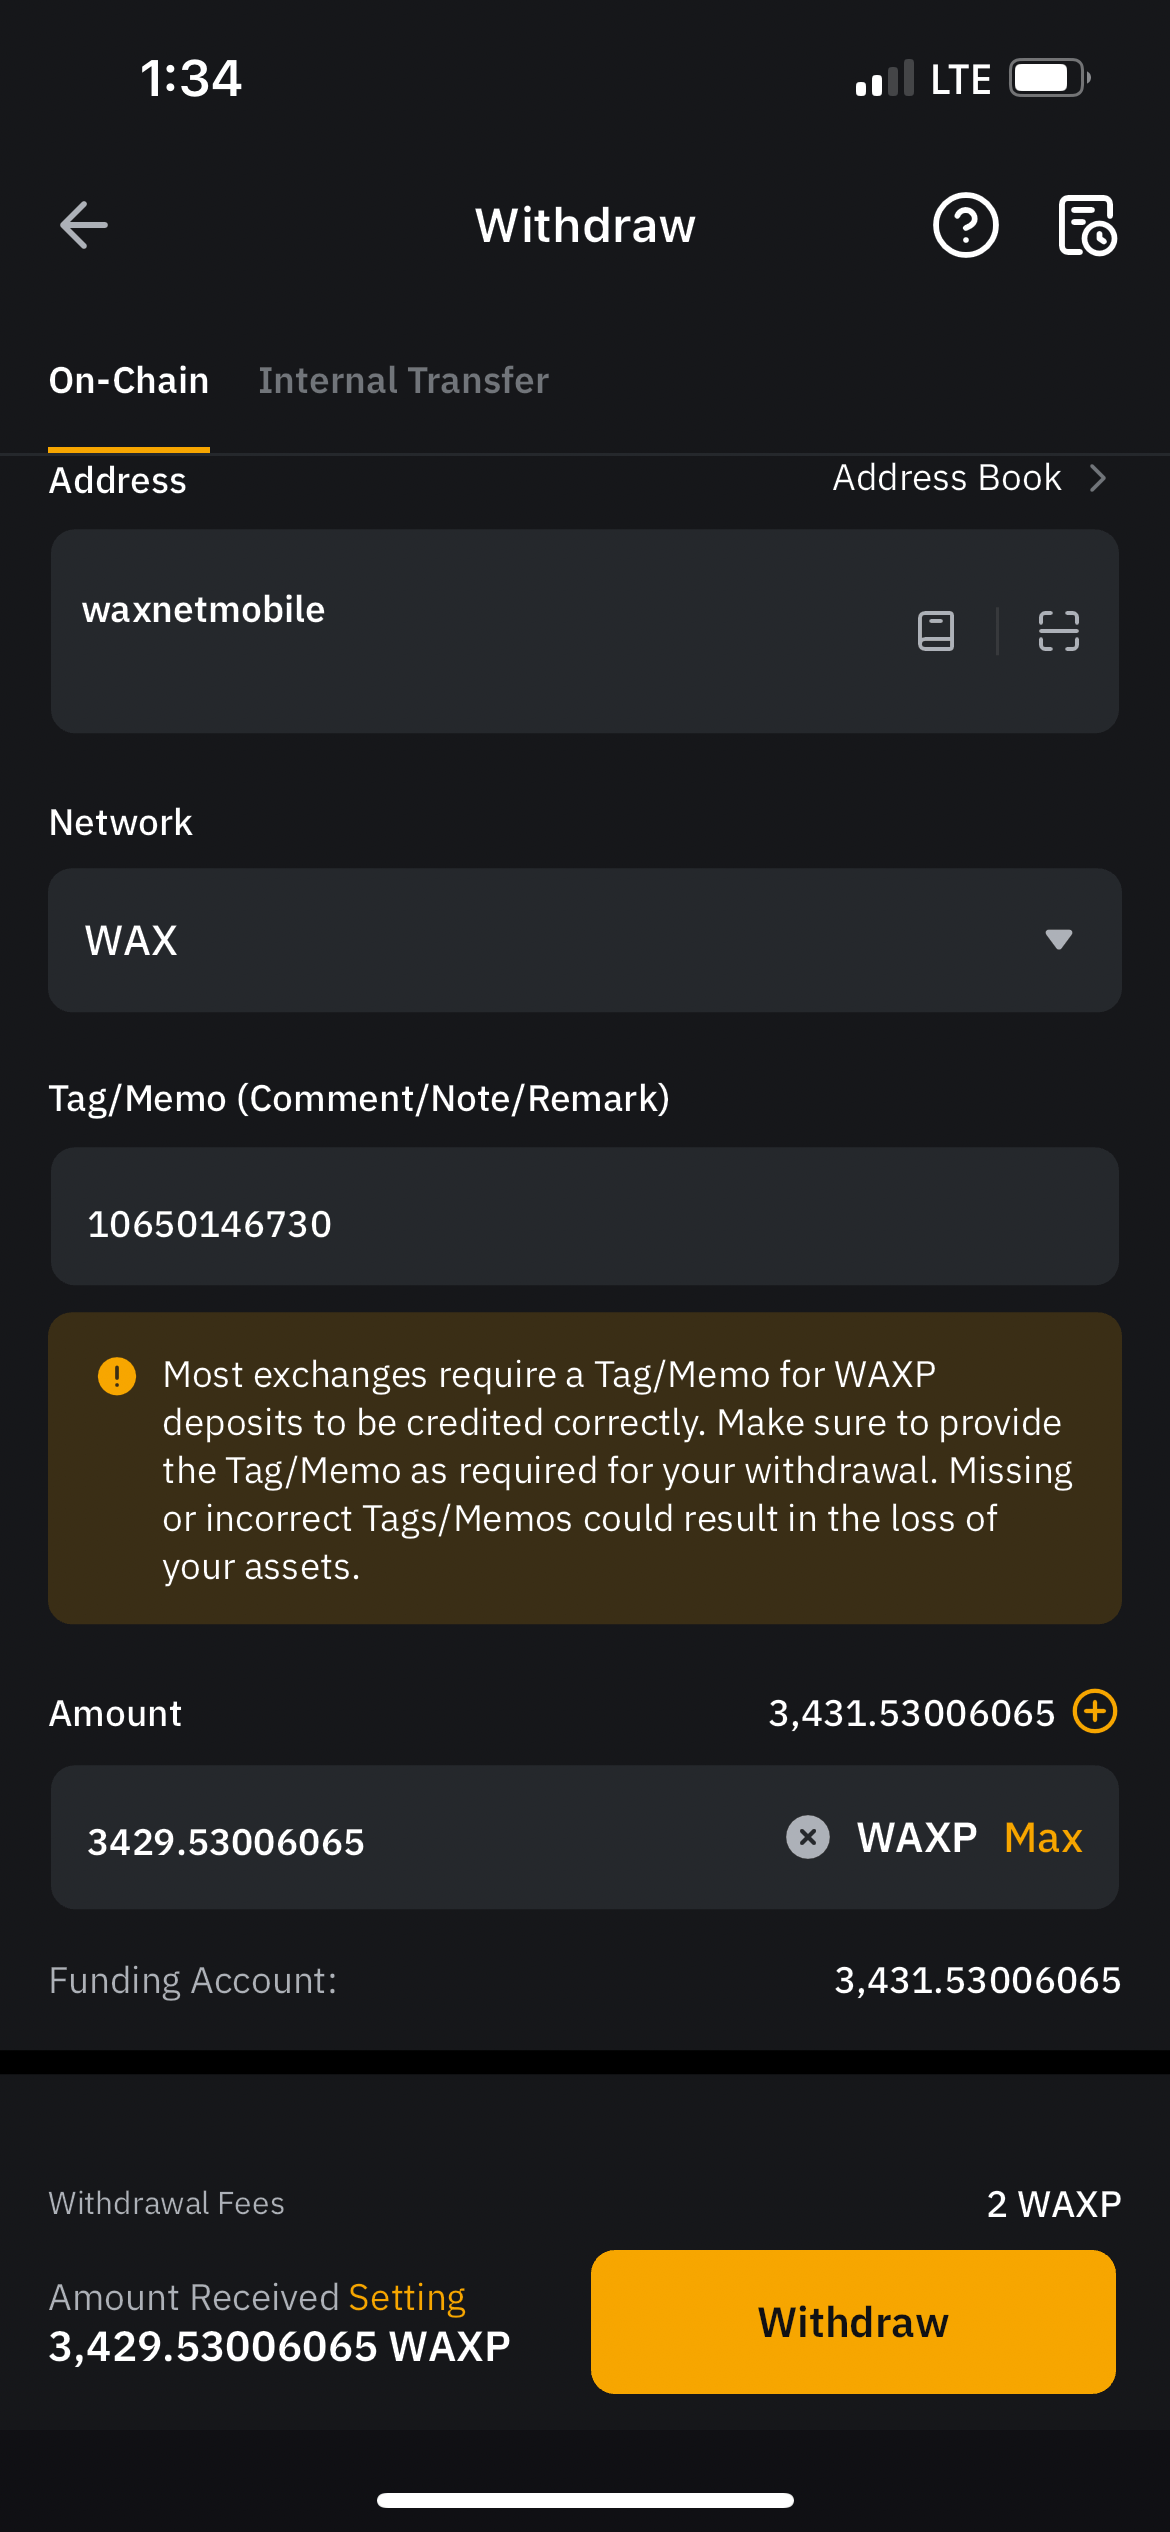 1:34
LTE
Withdraw
On-Chain Internal Transfer
Address Address Book
waxnetmobile
Network
WAX
Tag/Memo (Comment/Note/Remark)
10650146730
Most exchanges require a Tag/Memo for WAXP
deposits to be credited correctly. Make sure to provide
the Tag/Memo as required for your withdrawal. Missing
or incorrect Tags/Memos could result in the loss of
your assets.
Amount 3,431.53006065
3429.53006065 WAXP Max
Funding Account: 3,431.53006065
Withdrawal Fees 2 WAXP
Amount Received Setting
3,429.53006065 WAXP
Withdraw